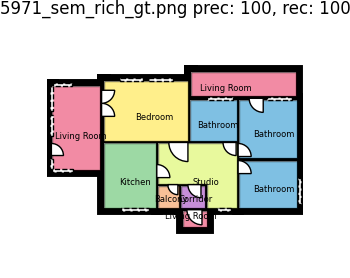 5971_sem_rich_gt.png prec: 100, rec: 100
Living Room
Bedroom
Bathroom
Living Room
Bathroom
Kitchen
Studio
Bathroom
Balcony
Corridor
Living Room